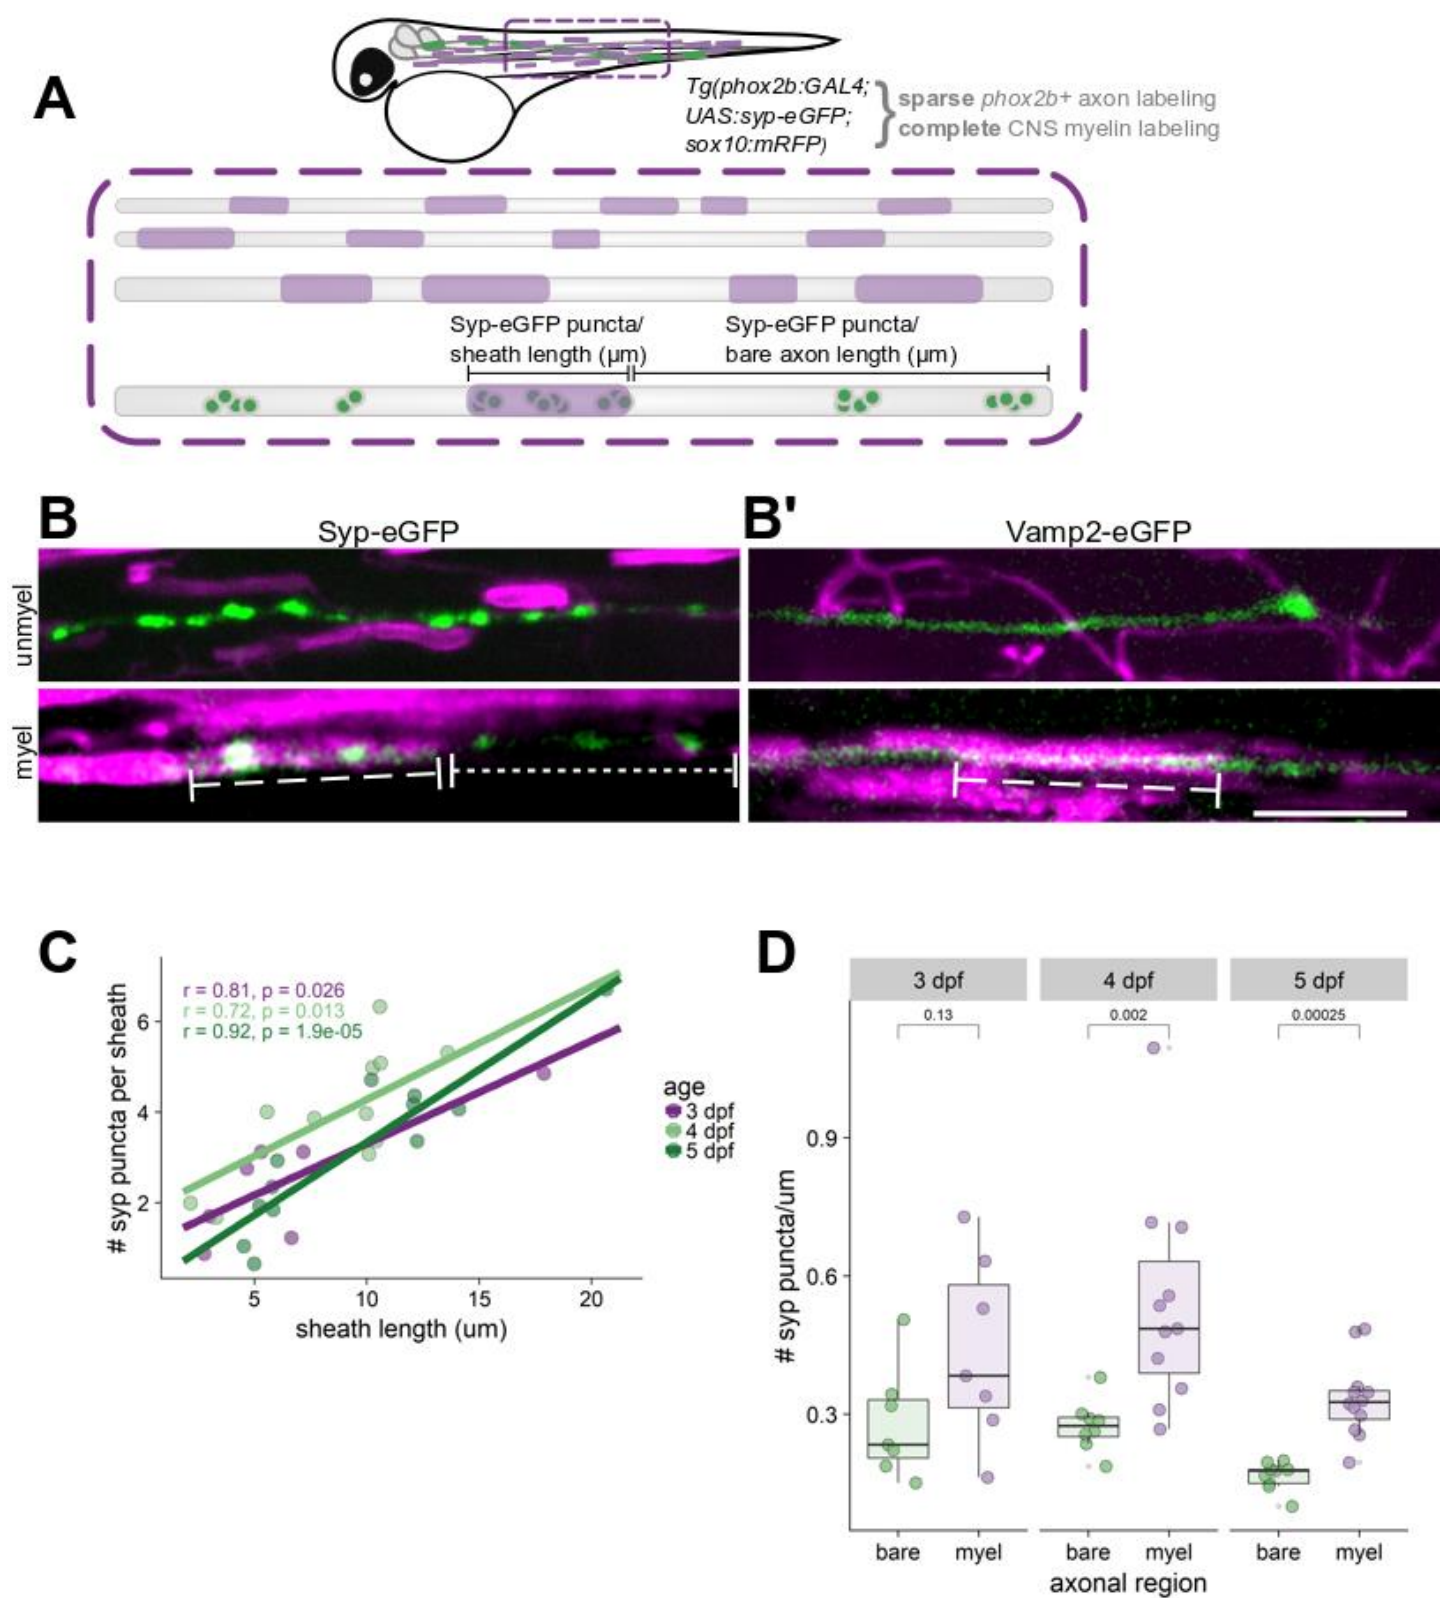 A
Tg(phox2b:GAL4;
UAS:syp-eGFP;
sox10:mRFP)
sparse phox2b+ axon labeling
complete CNS myelin labeling
Syp-eGFP puncta/
sheath length (µm)
Syp-eGFP puncta/
bare axon length (µm)
B
Syp-eGFP
B'
Vamp2-eGFP
unmyel
myel
C
r = 0.81, p = 0.026
r = 0.72, p = 0.013
r = 0.92, p = 1.9e-05
# syp puncta per sheath
6
4
2
5
10
15
20
sheath length (um)
age
3 dpf
4 dpf
5 dpf
D
3 dpf
4 dpf
5 dpf
0.13
0.002
0.00025
# syp puncta/um
0.9
0.6
0.3
bare
myel
bare
myel
bare
myel
axonal region